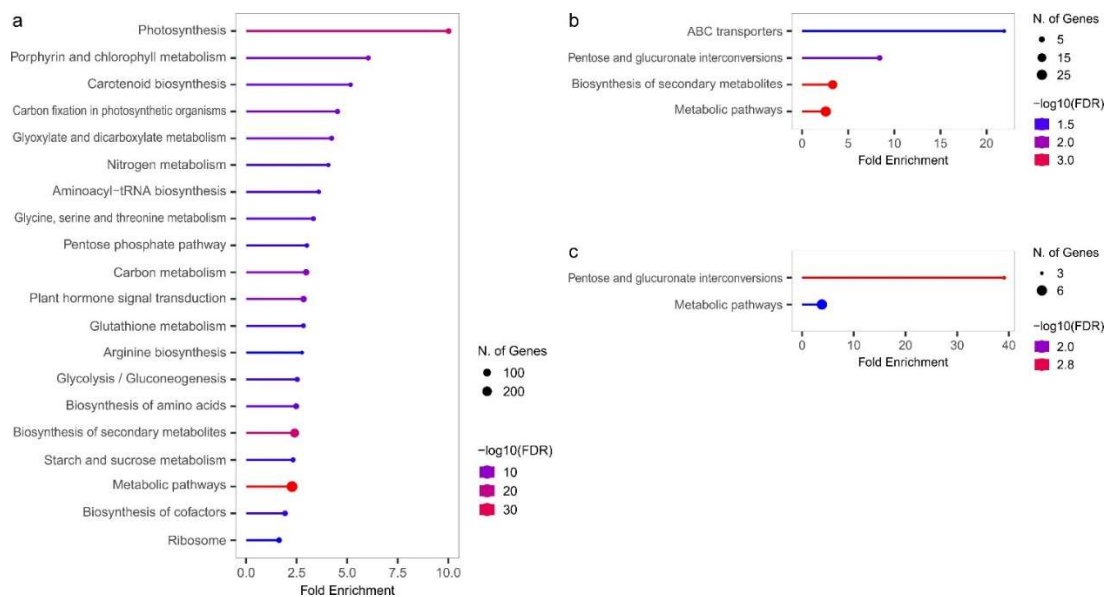 a
Photosynthesis
Porphyrin and chlorophyll metabolism
Carotenoid biosynthesis
Carbon fixation in photosynthetic organisms
Glyoxylate and dicarboxylate metabolism
Nitrogen metabolism
Aminoacyl−tRNA biosynthesis
Glycine, serine and threonine metabolism
Pentose phosphate pathway
Carbon metabolism
Plant hormone signal transduction
Glutathione metabolism
Arginine biosynthesis
Glycolysis / Gluconeogenesis
Biosynthesis of amino acids
Biosynthesis of secondary metabolites
Starch and sucrose metabolism
Metabolic pathways
Biosynthesis of cofactors
Ribosome
0.0 2.5 5.0 7.5 10.0
Fold Enrichment
N. of Genes
100
200
−log10(FDR)
10
20
30
b
ABC transporters
Pentose and glucuronate interconversions
Biosynthesis of secondary metabolites
Metabolic pathways
0 5 10 15 20
Fold Enrichment
N. of Genes
5
15
25
−log10(FDR)
1.5
2.0
3.0
c
Pentose and glucuronate interconversions
Metabolic pathways
0 10 20 30 40
Fold Enrichment
N. of Genes
3
6
−log10(FDR)
2.0
2.8